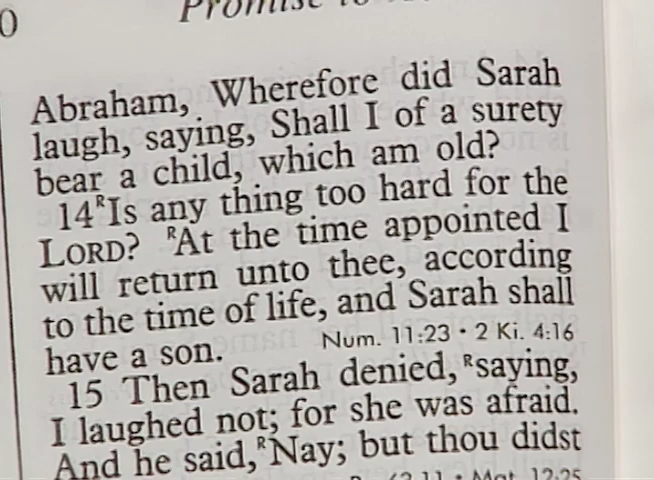 0
Promise to
Abraham, Wherefore did Sarah
laugh, saying, Shall I of a surety
bear a child, which am old?
14 ᴿIs any thing too hard for the
LORD? ᴿAt the time appointed I
will return unto thee, according
to the time of life, and Sarah shall
have a son. Num. 11:23 • 2 Ki. 4:16
15 Then Sarah denied, ᴿsaying,
I laughed not; for she was afraid.
And he said, ᴿNay; but thou didst